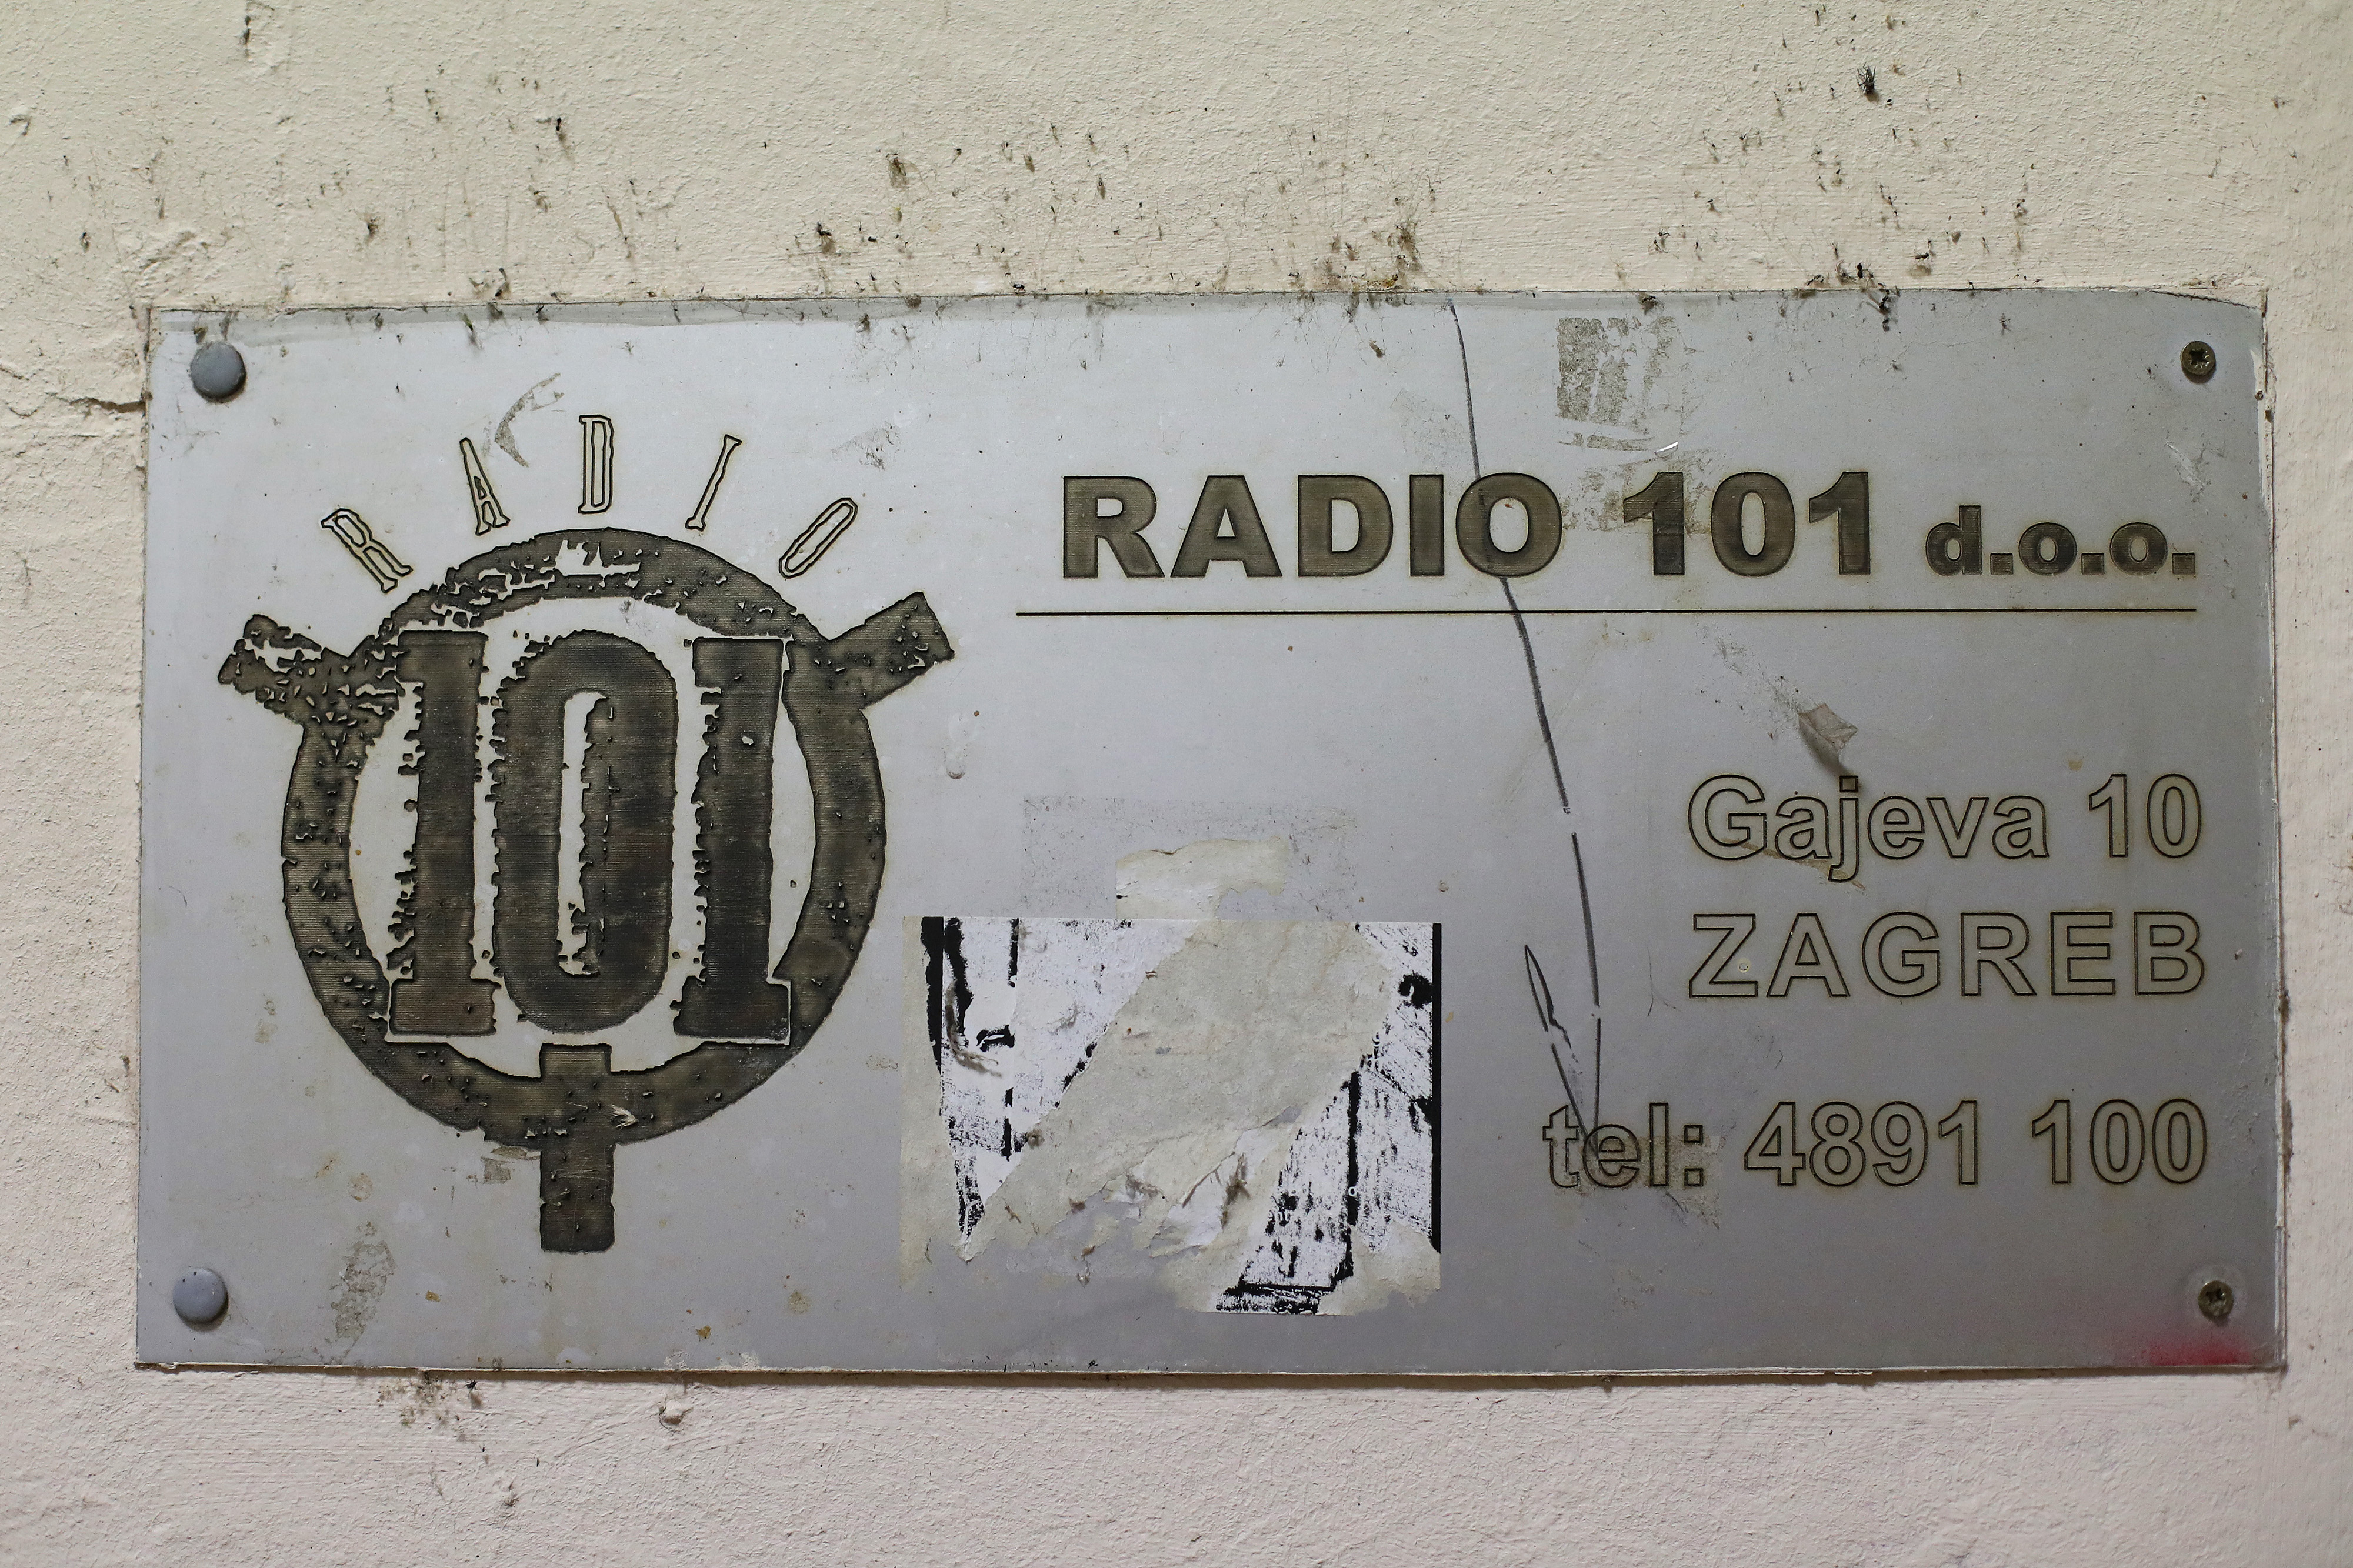 RADIO
101
RADIO 101 d.o.o.
Gajeva 10
ZAGREB
tel: 4891 100